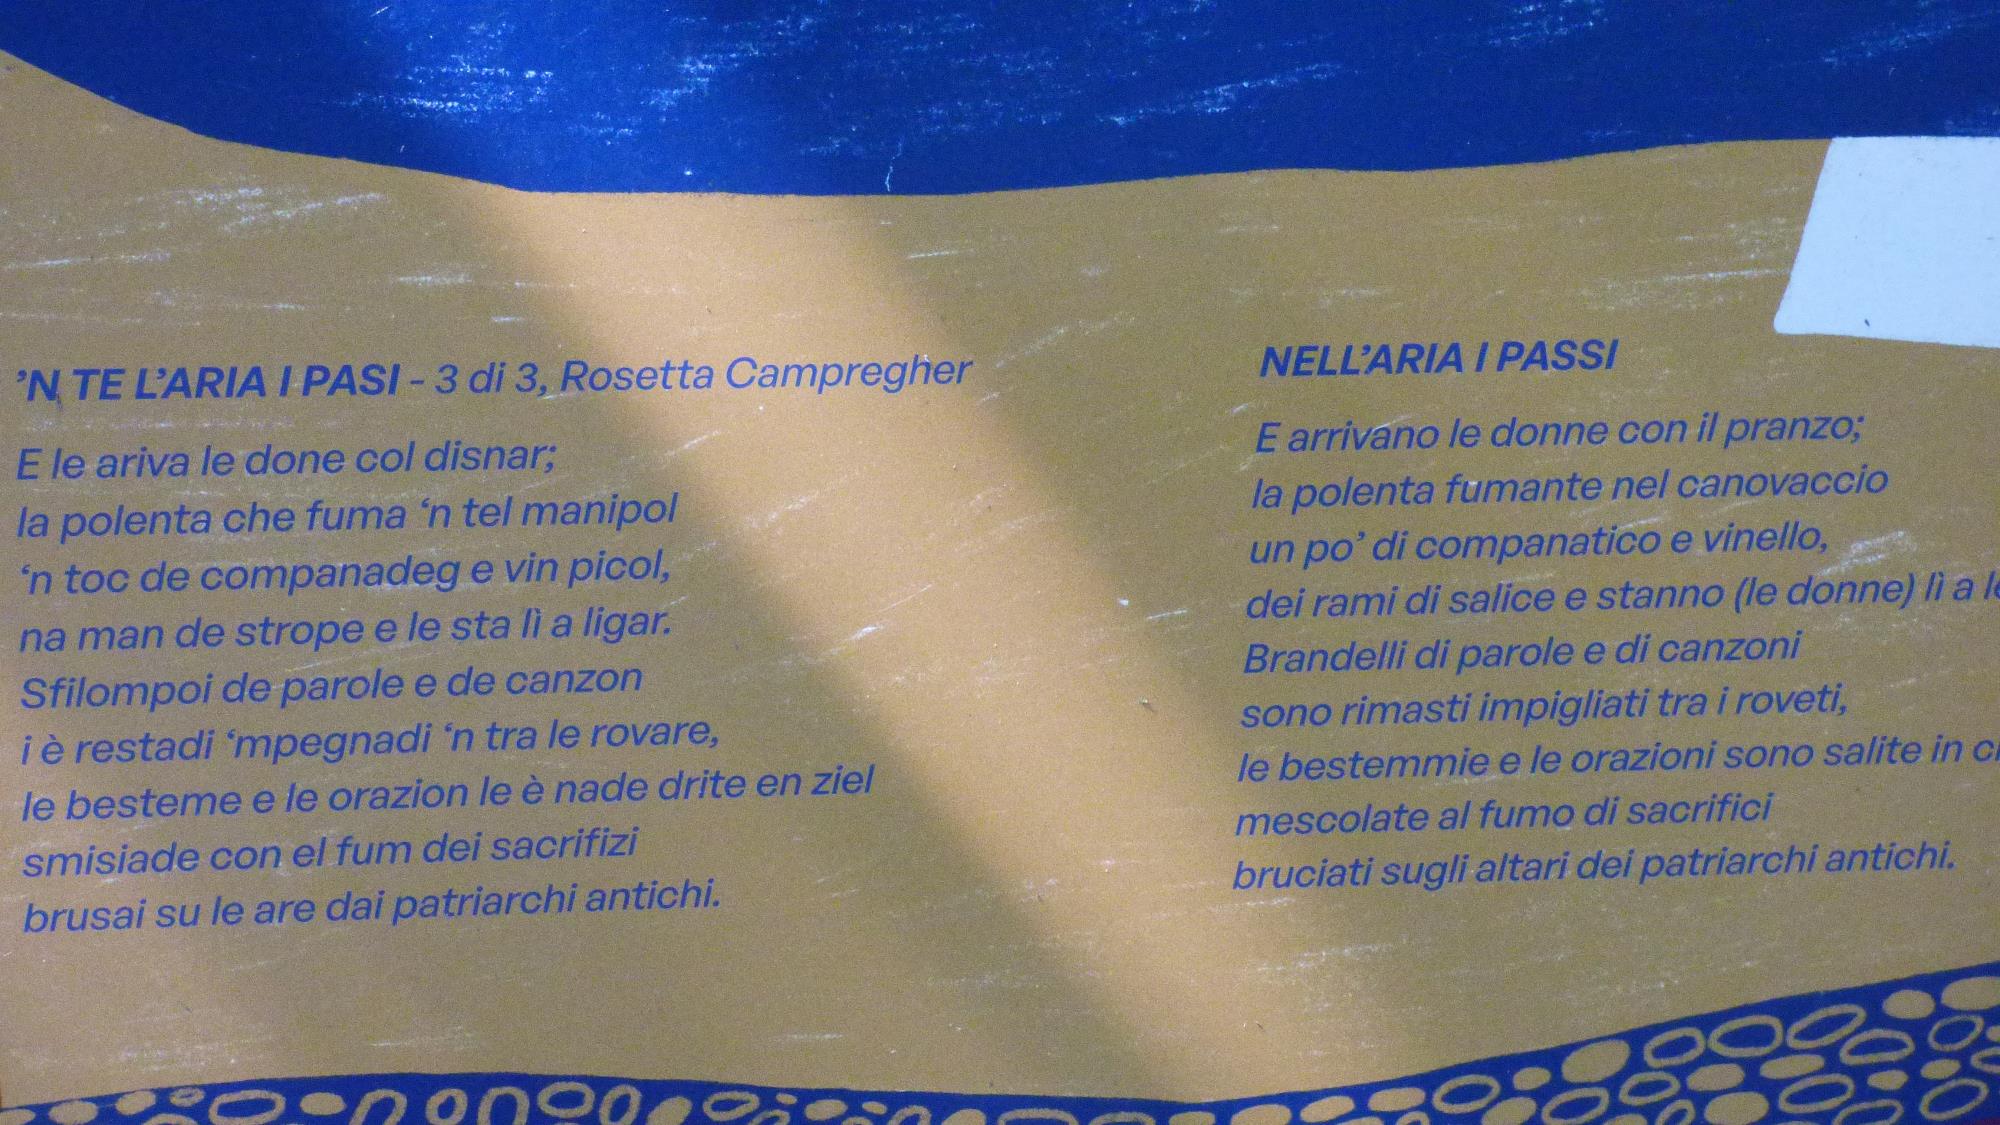 ’N TE L’ARIA I PASI - 3 di 3, Rosetta Campregher
E le ariva le done col disnar;
la polenta che fuma ‘n tel manipol
‘n toc de companadeg e vin picol,
na man de strope e le sta lì a ligar.
Sfilompoi de parole e de canzon
i è restadi ‘mpegnadi ‘n tra le rovare,
le besteme e le orazion le è nade drite en ziel
smisiade con el fum dei sacrifizi
brusai su le are dai patriarchi antichi.
NELL’ARIA I PASSI
E arrivano le donne con il pranzo;
la polenta fumante nel canovaccio
un po’ di companatico e vinello,
dei rami di salice e stanno (le donne) lì a
Brandelli di parole e di canzoni
sono rimasti impigliati tra i roveti,
le bestemmie e le orazioni sono salite in
mescolate al fumo di sacrifici
bruciati sugli altari dei patriarchi antichi.